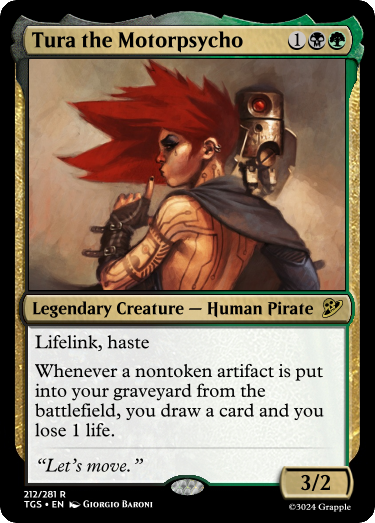 Tura the Motorpsycho 1
Legendary Creature — Human Pirate
Lifelink, haste
Whenever a nontoken artifact is put
into your graveyard from the
battlefield, you draw a card and you
lose 1 life.
“Let’s move.”
3/2
212/281 R
TGS • EN Giorgio Baroni
©3024 Grapple